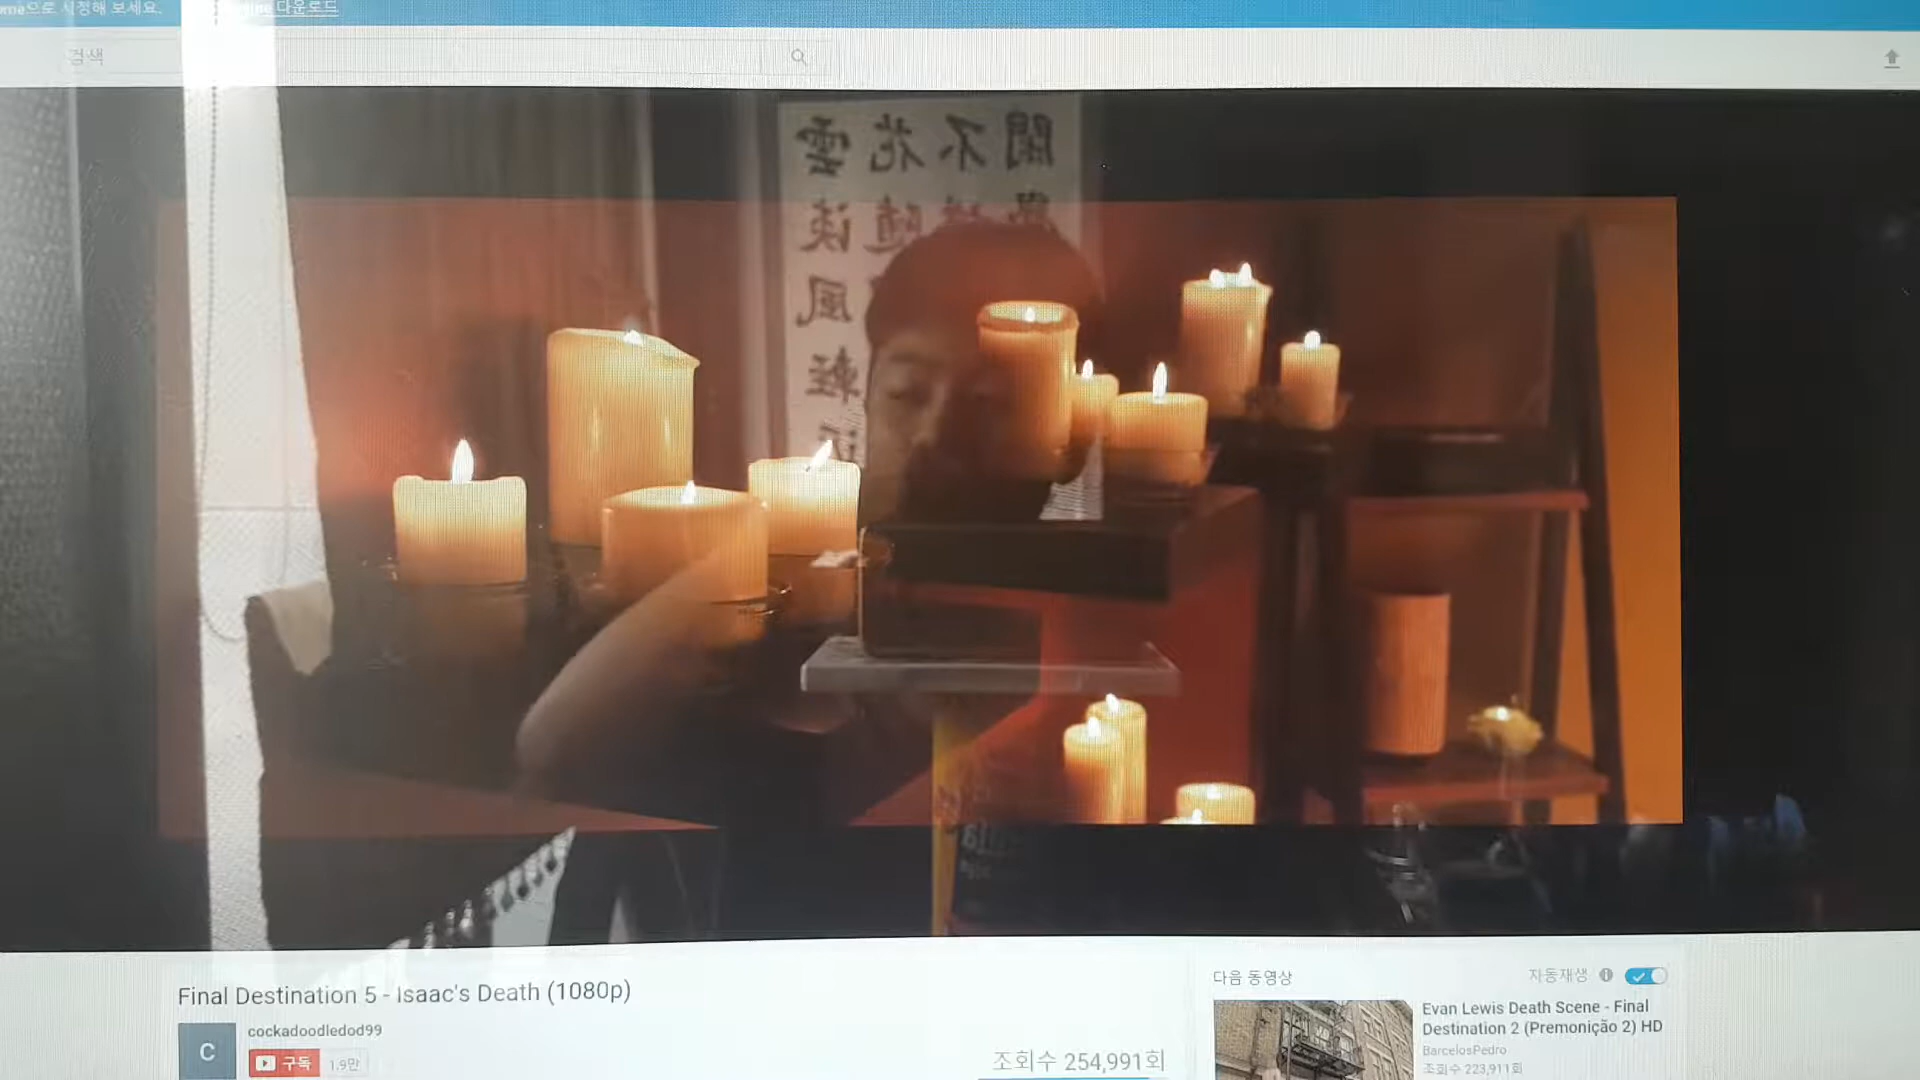 다운로드
검색
雲 花 不 開
淡 隨
風
輕
Final Destination 5 - Isaac's Death (1080p)
C
cockadoodledod99
구독 1.9만
조회수 254,991회
다음 동영상
자동재생
Evan Lewis Death Scene - Final
Destination 2 (Premonição 2) HD
BarcelosPedro
조회수 223,911회